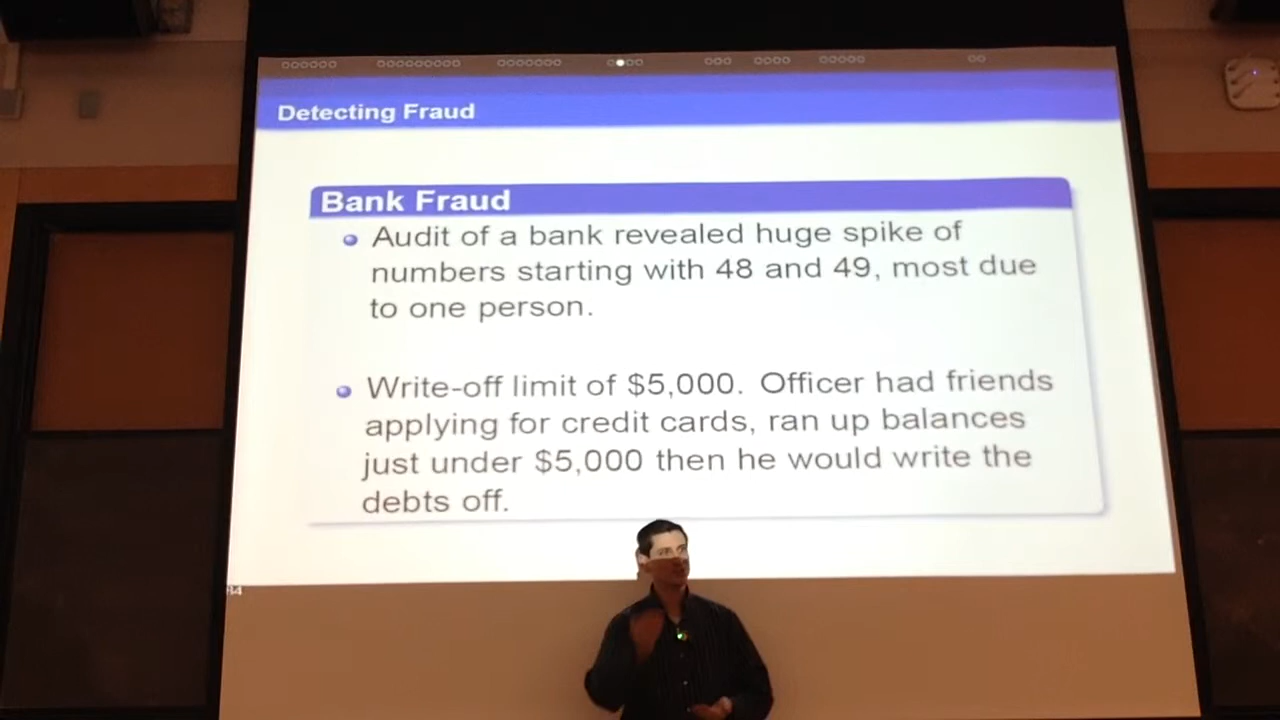 Detecting Fraud
Bank Fraud
Audit of a bank revealed huge spike of
numbers starting with 48 and 49, most due
to one person.
Write-off limit of $5,000. Officer had friends
applying for credit cards, ran up balances
just under $5,000 then he would write the
debts off.